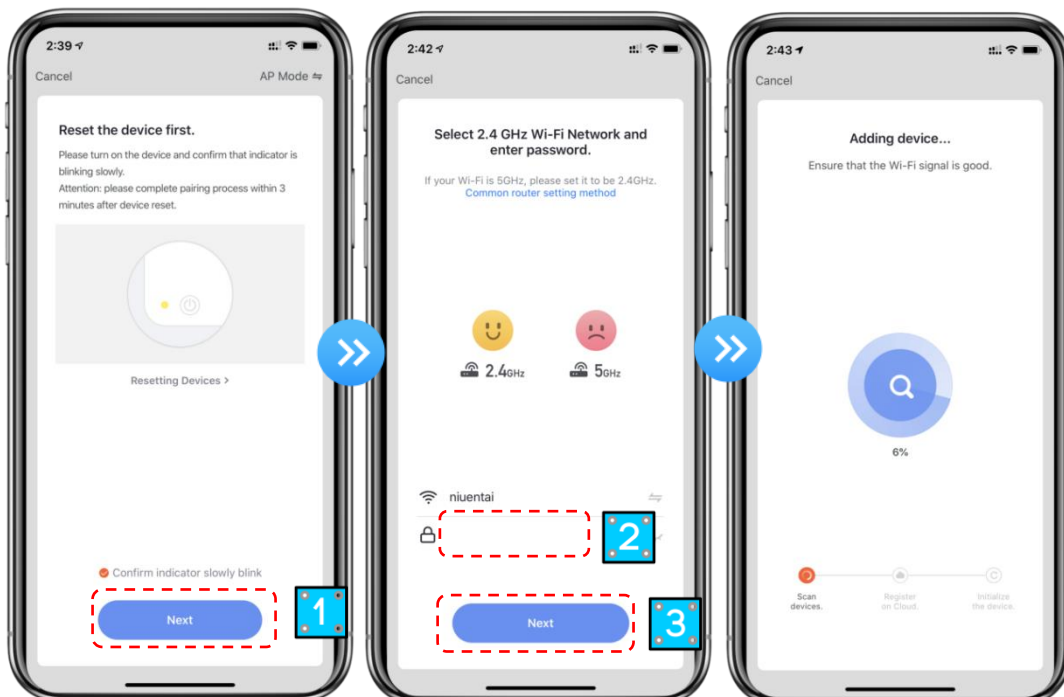 2:39
Cancel
AP Mode
Reset the device first.
Please turn on the device and confirm that indicator is
blinking slowly.
Attention: please complete pairing process within 3
minutes after device reset.
Resetting Devices >
Confirm indicator slowly blink
Next
1
2:42
Cancel
Select 2.4 GHz Wi-Fi Network and
enter password.
If your Wi-Fi is 5GHz, please set it to be 2.4GHz.
Common router setting method
2.4GHz
5GHz
niuentai
2
Next
3
2:43
Cancel
Adding device...
Ensure that the Wi-Fi signal is good.
6%
Scan
devices.
Register
on Cloud.
Initialize
the device.